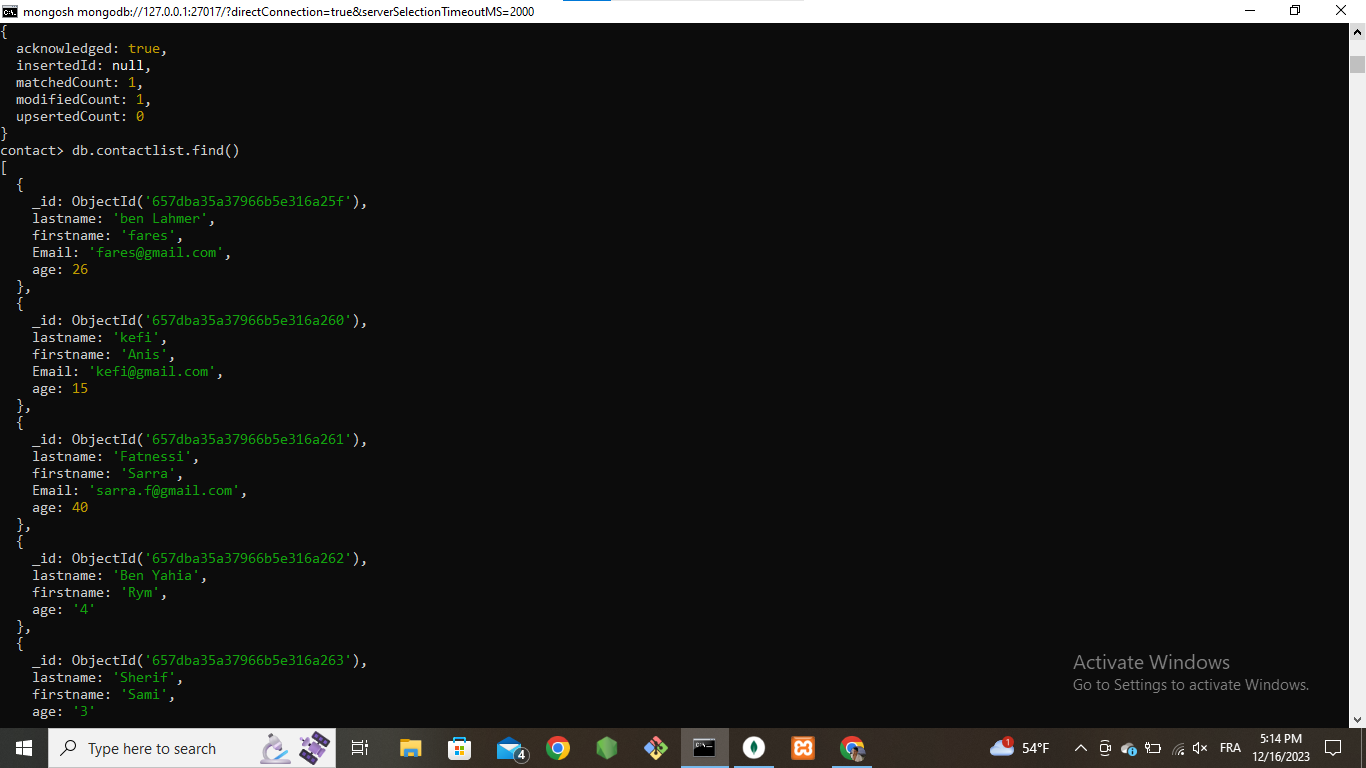 mongosh mongodb://127.0.0.1:27017/?directConnection=true&serverSelectionTimeoutMS=2000
{
  acknowledged: true,
  insertedId: null,
  matchedCount: 1,
  modifiedCount: 1,
  upsertedCount: 0
}
contact> db.contactlist.find()
[
  {
    _id: ObjectId('657dba35a37966b5e316a25f'),
    lastname: 'ben Lahmer',
    firstname: 'fares',
    Email: 'fares@gmail.com',
    age: 26
  },
  {
    _id: ObjectId('657dba35a37966b5e316a260'),
    lastname: 'kefi',
    firstname: 'Anis',
    Email: 'kefi@gmail.com',
    age: 15
  },
  {
    _id: ObjectId('657dba35a37966b5e316a261'),
    lastname: 'Fatnessi',
    firstname: 'Sarra',
    Email: 'sarra.f@gmail.com',
    age: 40
  },
  {
    _id: ObjectId('657dba35a37966b5e316a262'),
    lastname: 'Ben Yahia',
    firstname: 'Rym',
    age: '4'
  },
  {
    _id: ObjectId('657dba35a37966b5e316a263'),
    lastname: 'Sherif',
    firstname: 'Sami',
    age: '3'
Activate Windows
Go to Settings to activate Windows.
Type here to search
4
1
54°F
FRA
5:14 PM
12/16/2023